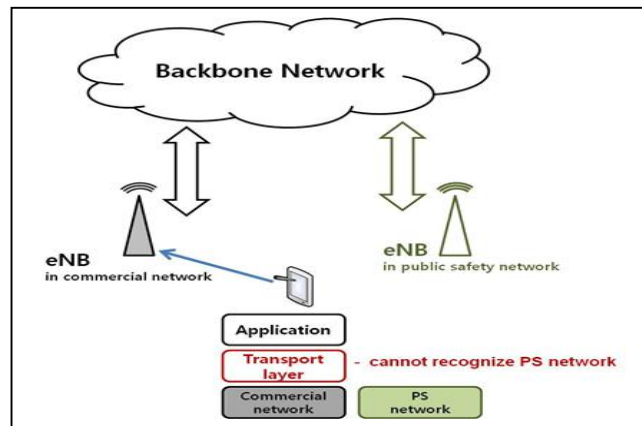 Backbone Network
eNB
in commercial network
eNB
in public safety network
Application
Transport
layer
- cannot recognize PS network
Commercial
network
PS
network